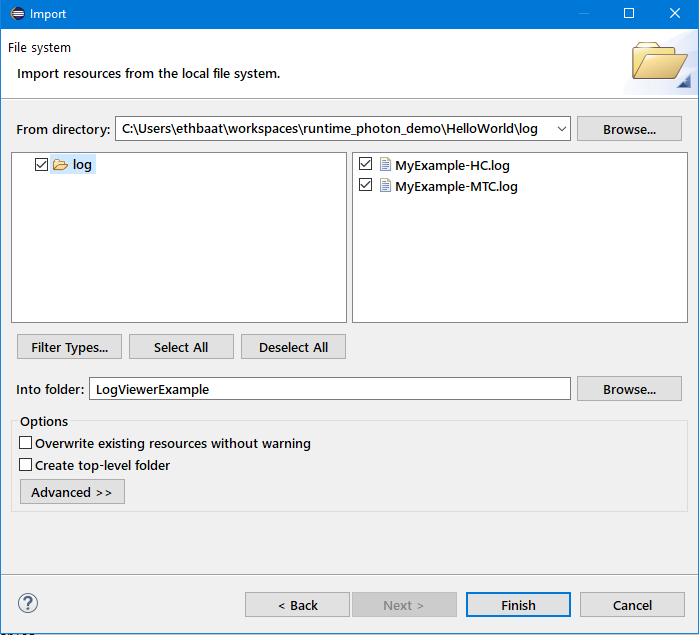 Import
File system
Import resources from the local file system.
From directory: C:\Users\ethbaat\workspaces\runtime_photon_demo\HelloWorld\log Browse...
log
MyExample-HC.log
MyExample-MTC.log
Filter Types... Select All Deselect All
Into folder: LogViewerExample Browse...
Options
Overwrite existing resources without warning
Create top-level folder
Advanced >>
? < Back Next > Finish Cancel